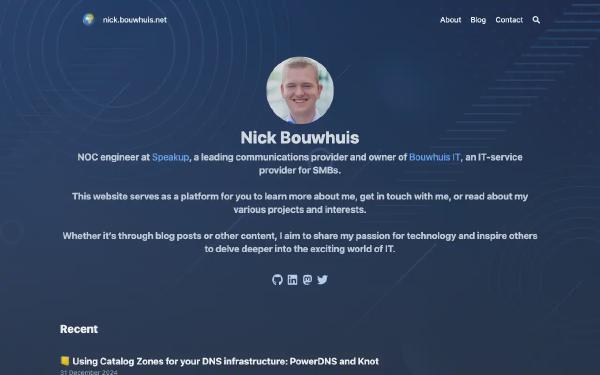 nick.bouwhuis.net
About Blog Contact
Nick Bouwhuis
NOC engineer at Speakup, a leading communications provider and owner of Bouwhuis IT, an IT-service
provider for SMBs.
This website serves as a platform for you to learn more about me, get in touch with me, or read about my
various projects and interests.
Whether it's through blog posts or other content, I aim to share my passion for technology and inspire others
to delve deeper into the exciting world of IT.
Recent
Using Catalog Zones for your DNS infrastructure: PowerDNS and Knot
31 December 2024